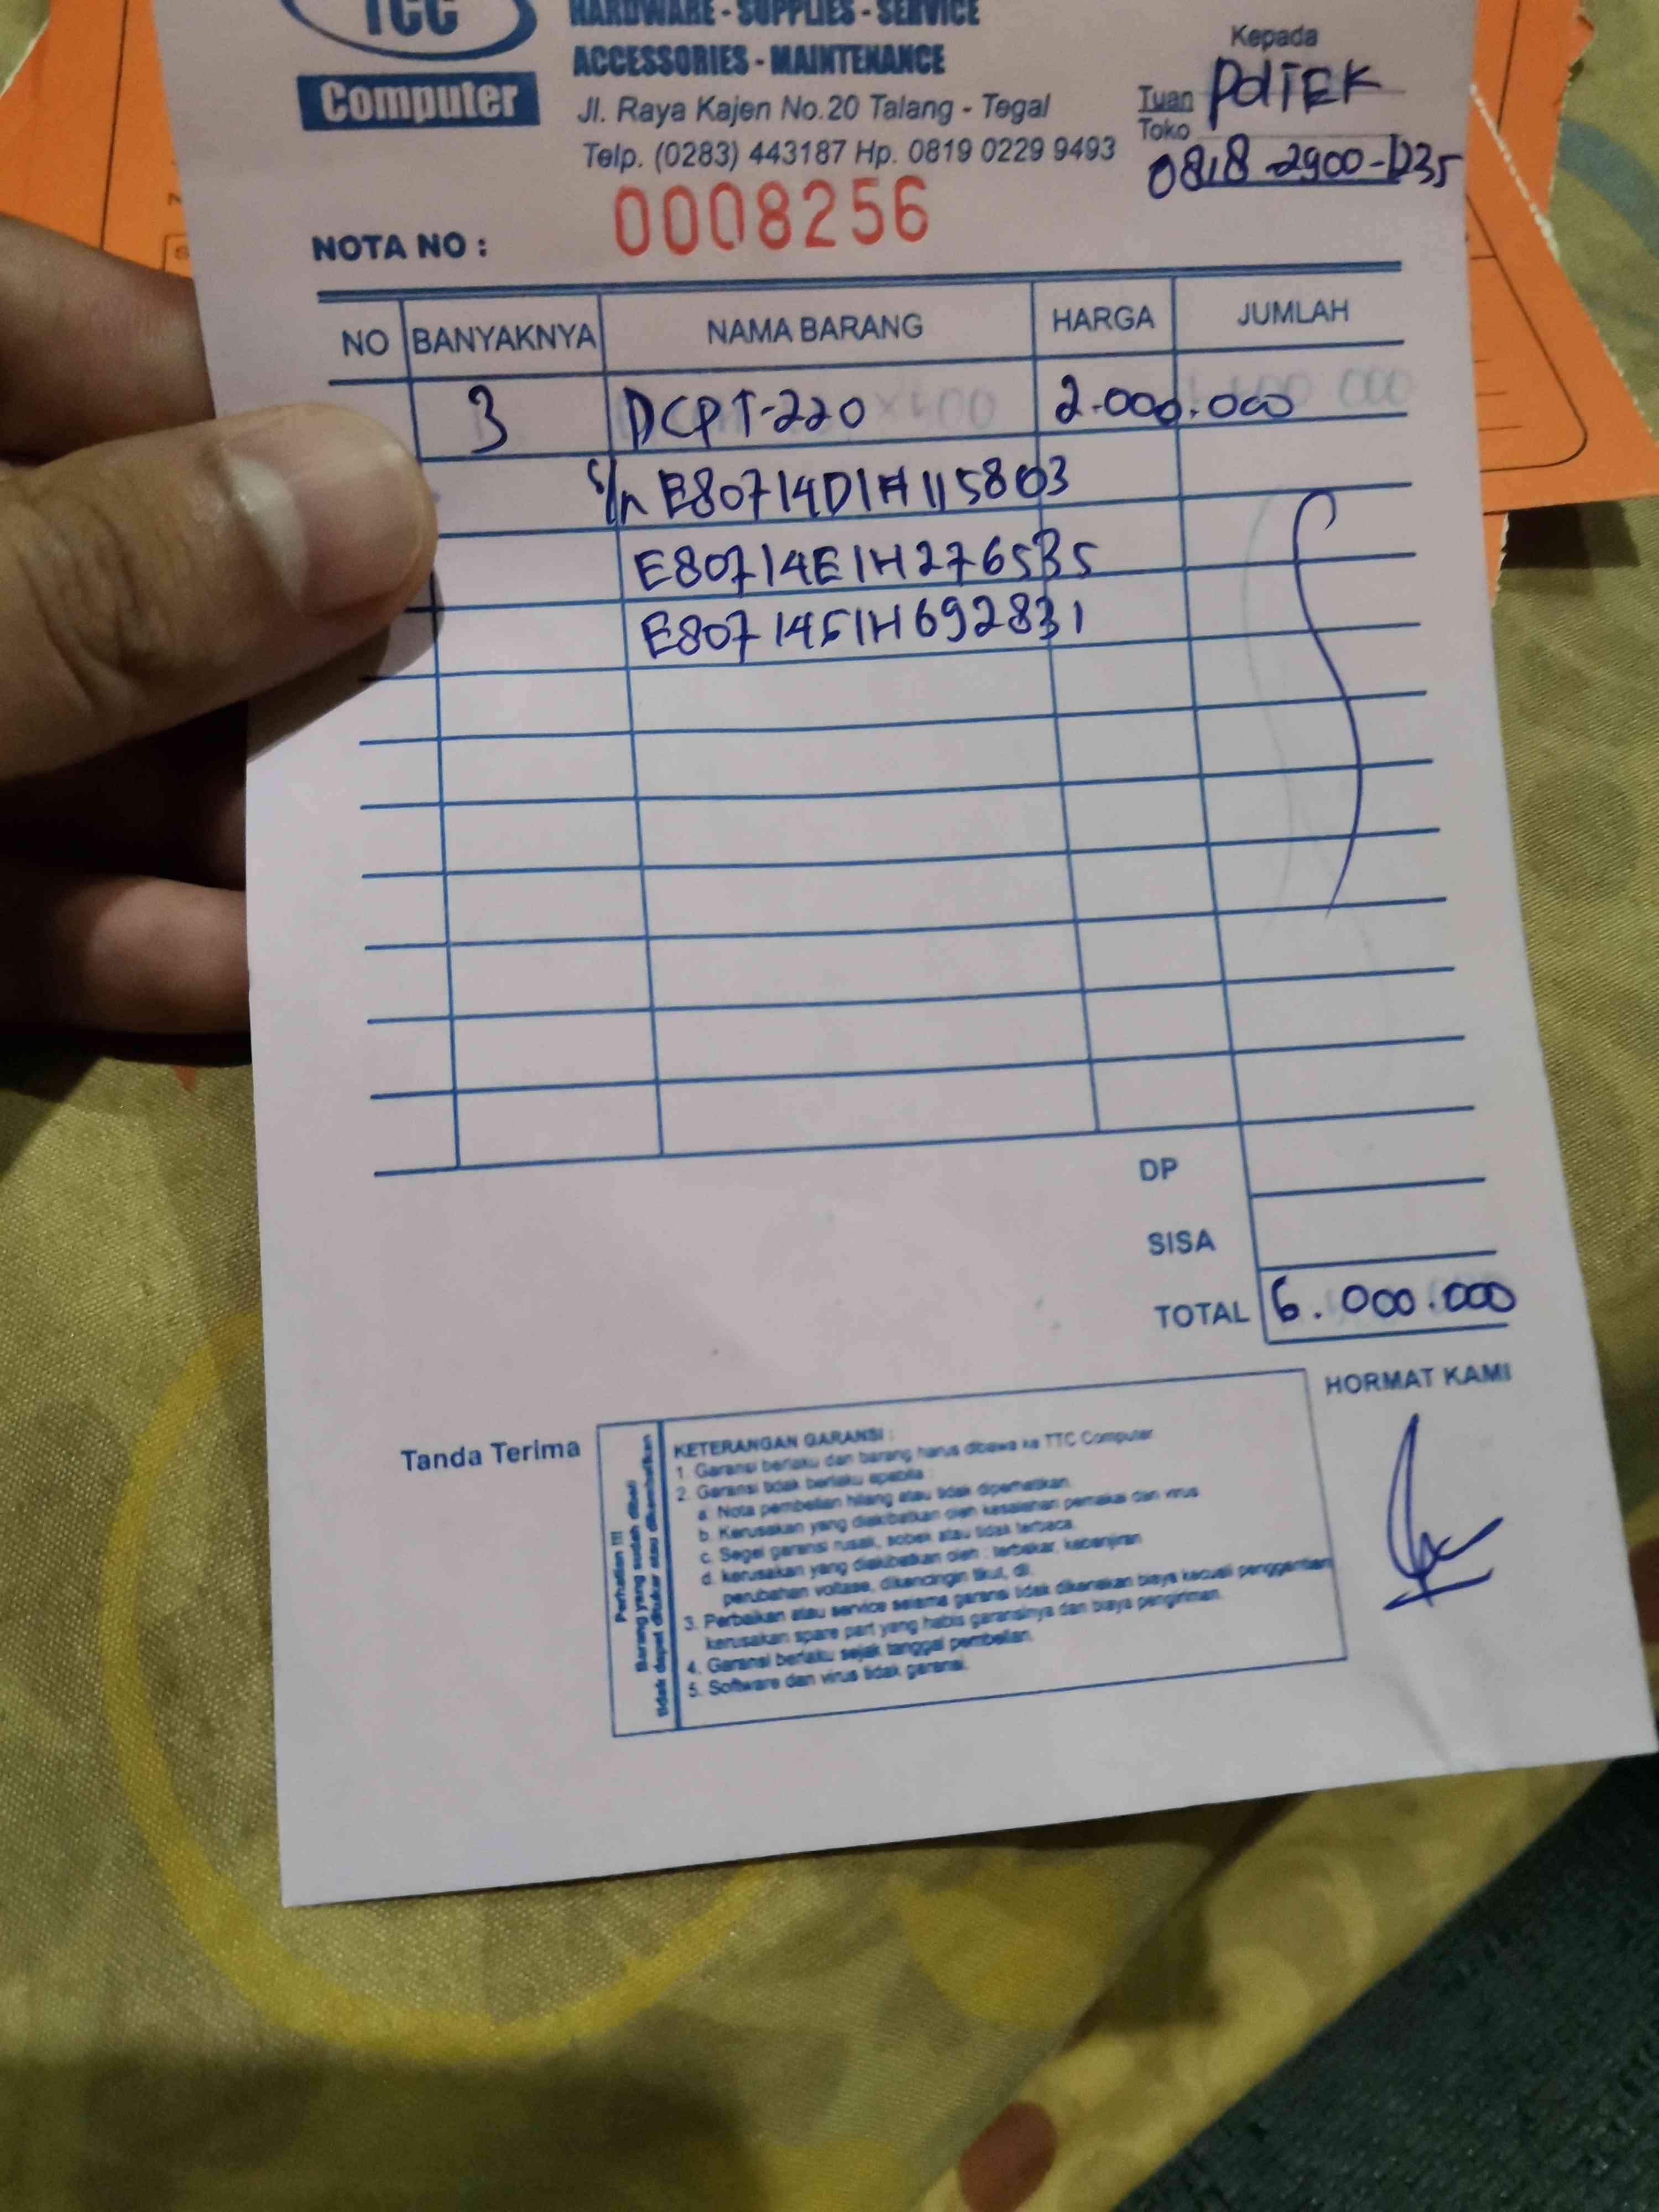 TCC
Computer
HARDWARE - SUPPLIES - SERVICE
ACCESSORIES - MAINTENANCE
Jl. Raya Kajen No.20 Talang - Tegal
Telp. (0283) 443187 Hp. 0819 0229 9493
Kepada
Tuan POlTEK
Toko
0818-2900-1235
NOTA NO : 0008256
NO BANYAKNYA NAMA BARANG HARGA JUMLAH
3 DCPT-220 2.000.000
s/n E80714D1H115803
E80714E1H276535
E80714F1H692831
DP
SISA
TOTAL 6.000.000
Tanda Terima
HORMAT KAMI
Perhatian !!!
Barang yang sudah dibeli
tidak dapat ditukar atau dikembalikan
KETERANGAN GARANSI :
1. Garansi berlaku dan barang harus dibawa ke TTC Computer
2. Garansi tidak berlaku apabila :
a. Nota pembelian hilang atau tidak diperhatikan.
b. Kerusakan yang diakibatkan oleh kesalahan pemakai dan virus
c. Segel garansi rusak, sobek atau tidak terbaca.
d. kerusakan yang diakibatkan oleh : terbakar, kebanjiran
perubahan voltase, dikencingin tikut, dll.
3. Perbaikan atau service selama garansi tidak dikenakan biaya kecuali penggantian
kerusakan spare part yang habis garansinya dan biaya pengiriman.
4. Garansi berlaku sejak tanggal pembelian.
5. Software dan virus tidak garansi.